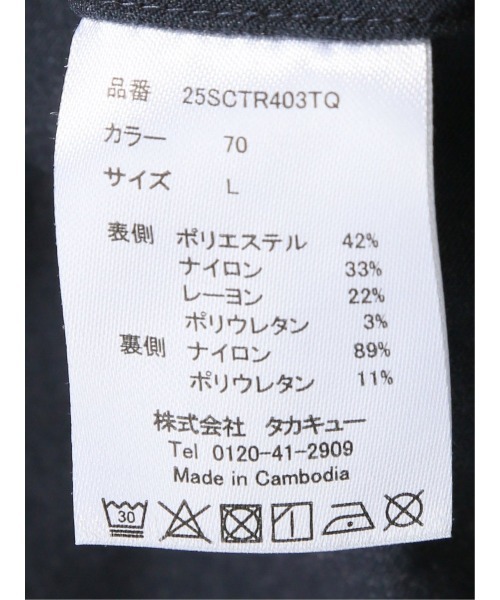 品番 25SCTR403TQ
カラー 70
サイズ L
表側 ポリエステル 42%
ナイロン 33%
レーヨン 22%
ポリウレタン 3%
裏側 ナイロン 89%
ポリウレタン 11%
株式会社 タカキュー
Tel 0120-41-2909
Made in Cambodia
30